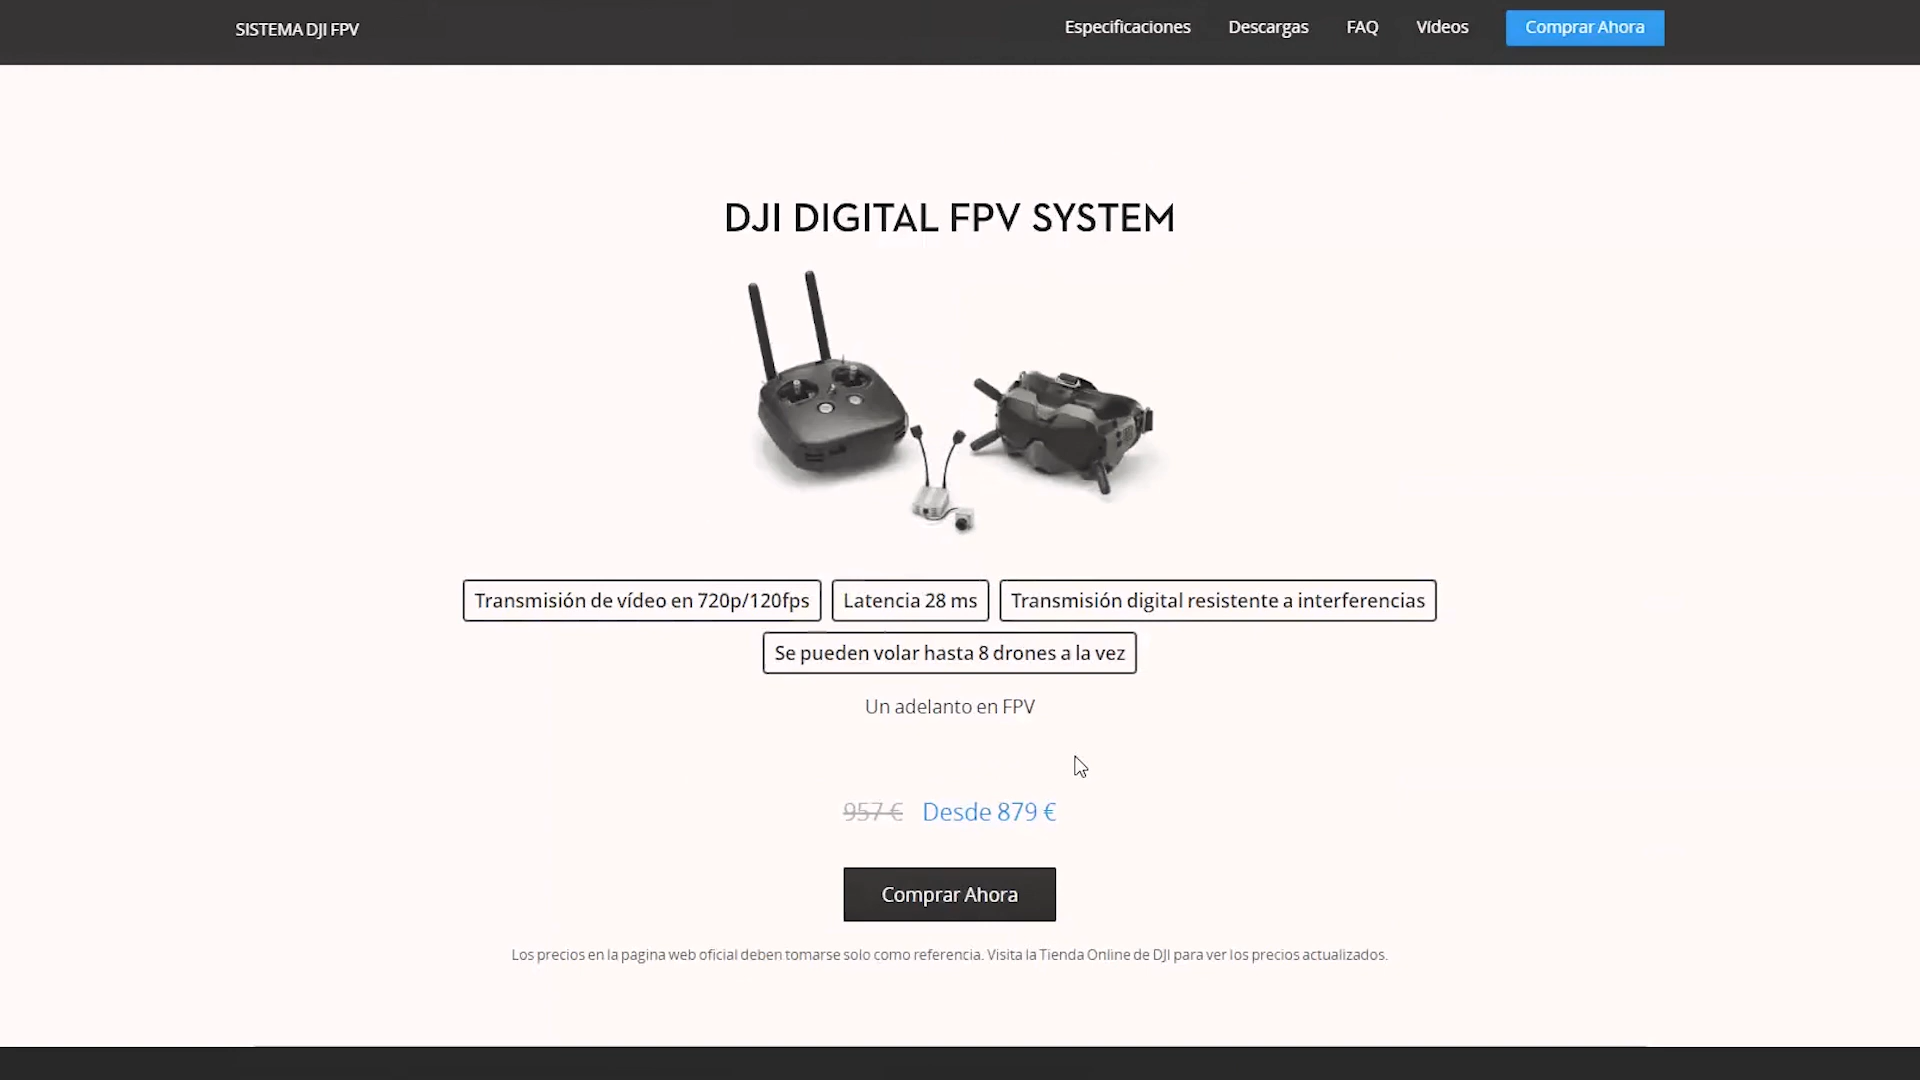 SISTEMA DJI FPV
Especificaciones Descargas FAQ Vídeos Comprar Ahora
DJI DIGITAL FPV SYSTEM
Transmisión de vídeo en 720p/120fps Latencia 28 ms Transmisión digital resistente a interferencias
Se pueden volar hasta 8 drones a la vez
Un adelanto en FPV
957 € Desde 879 €
Comprar Ahora
Los precios en la pagina web oficial deben tomarse solo como referencia. Visita la Tienda Online de DJI para ver los precios actualizados.